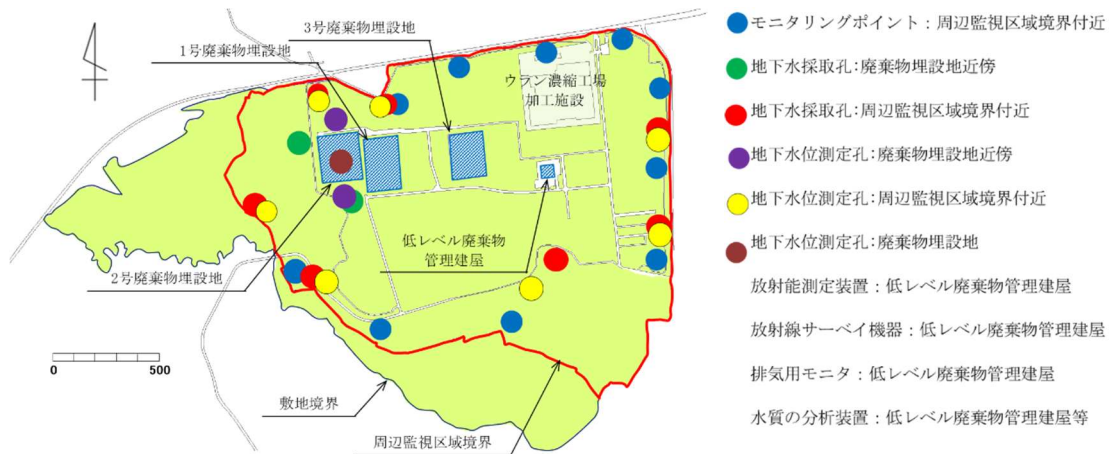 3号廃棄物埋設地
1号廃棄物埋設地
ウラン濃縮工場
加工施設
低レベル廃棄物
管理建屋
2号廃棄物埋設地
0
500
敷地境界
周辺監視区域境界
モニタリングポイント：周辺監視区域境界付近
地下水採取孔:廃棄物埋設地近傍
地下水採取孔:周辺監視区域境界付近
地下水位測定孔:廃棄物埋設地近傍
地下水位測定孔:周辺監視区域境界付近
地下水位測定孔:廃棄物埋設地
放射能測定装置：低レベル廃棄物管理建屋
放射線サーベイ機器：低レベル廃棄物管理建屋
排気用モニタ：低レベル廃棄物管理建屋
水質の分析装置：低レベル廃棄物管理建屋等